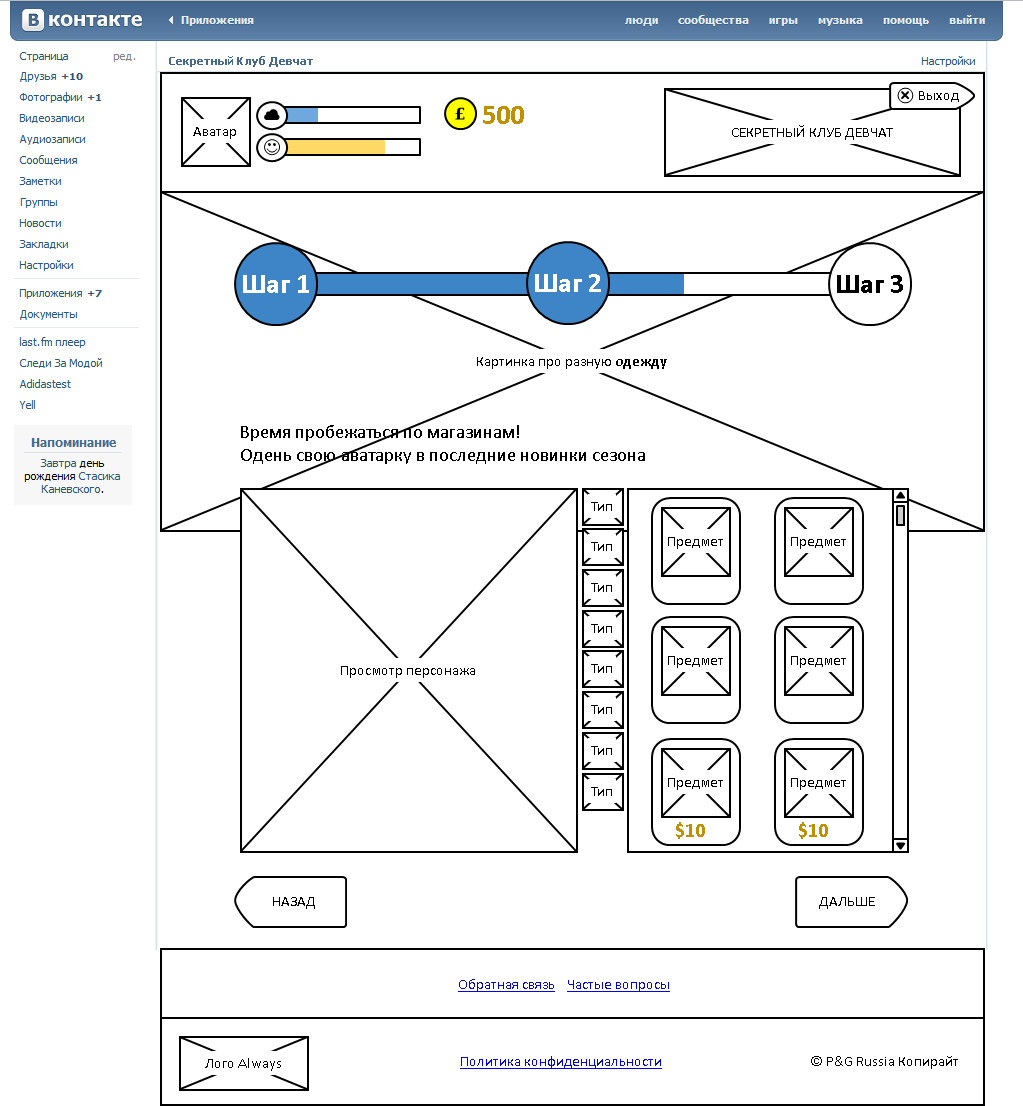 В контакте
Приложения
люди сообщества игры музыка помощь выйти
Страница ред.
Друзья +10
Фотографии +1
Видеозаписи
Аудиозаписи
Сообщения
Заметки
Группы
Новости
Закладки
Настройки
Приложения +7
Документы
last.fm плеер
Следи За Модой
Adidastest
Yell
Напоминание
Завтра день
рождения Стасика
Каневского.
Секретный Клуб Девчат
Настройки
Аватар
£ 500
Выход
СЕКРЕТНЫЙ КЛУБ ДЕВЧАТ
Шаг 1 Шаг 2 Шаг 3
Картинка про разную одежду
Время пробежаться по магазинам!
Одень свою аватарку в последние новинки сезона
Просмотр персонажа
Тип
Тип
Тип
Тип
Тип
Тип
Тип
Тип
Предмет Предмет
Предмет Предмет
Предмет Предмет
$10 $10
НАЗАД
ДАЛЬШЕ
Обратная связь Частые вопросы
Лого Always
Политика конфиденциальности
© P&G Russia Копирайт